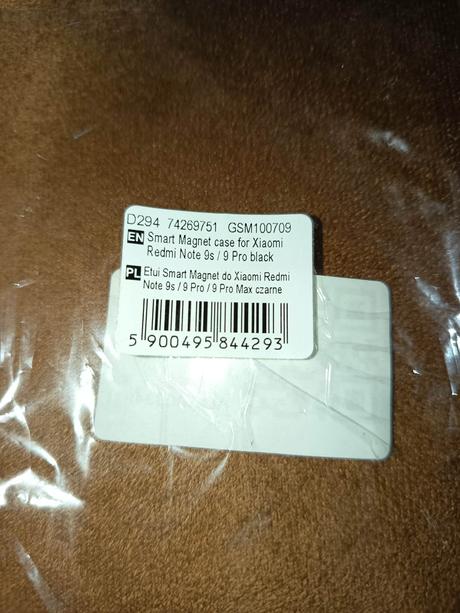 D294 74269751 GSM100709
EN Smart Magnet case for Xiaomi
Redmi Note 9s / 9 Pro black
PL Etui Smart Magnet do Xiaomi Redmi
Note 9s / 9 Pro / 9 Pro Max czarne
5 900495 844293